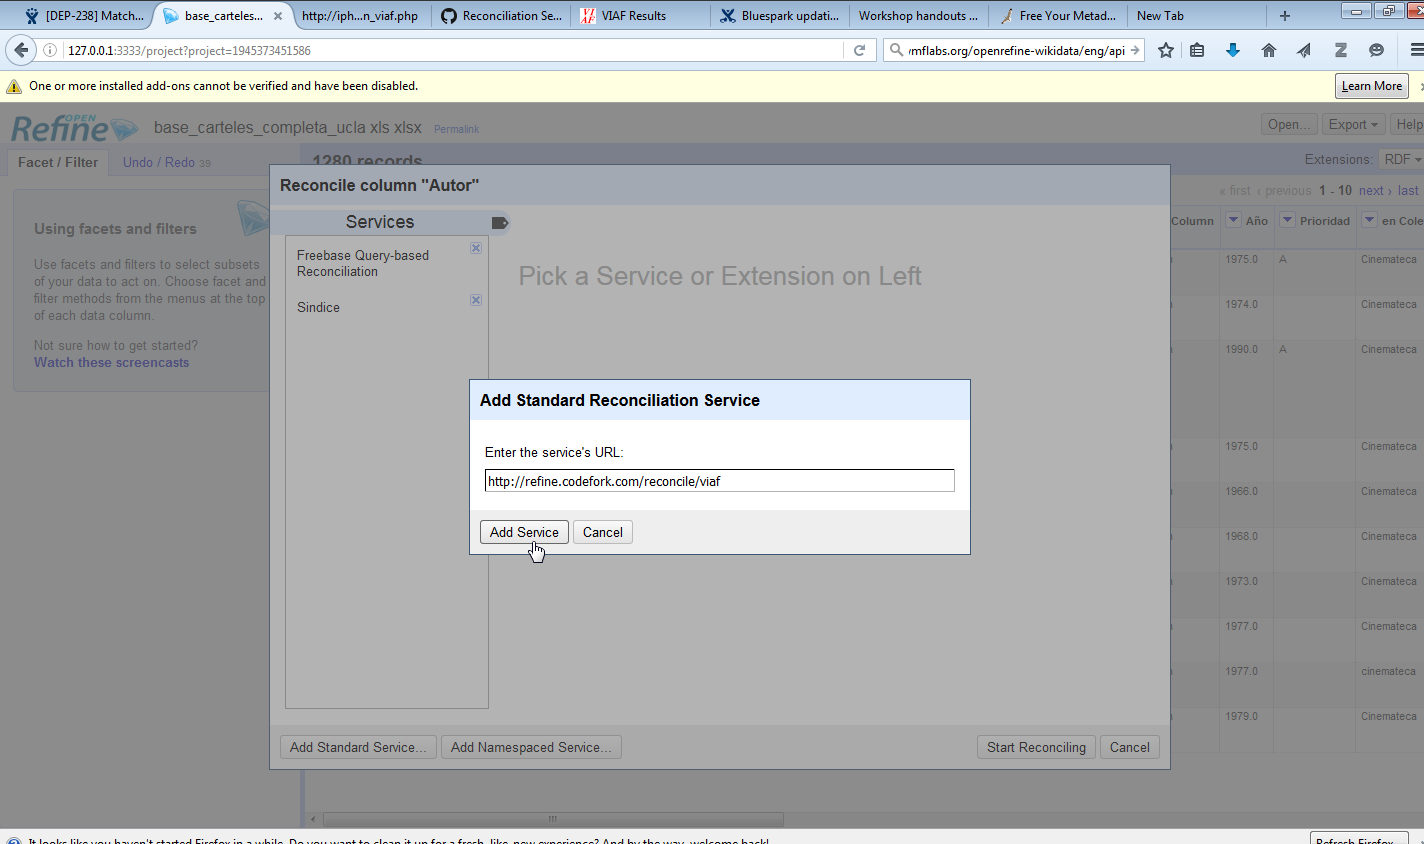 [DEP-238] Match...
base_carteles...
http://iph...n_viaf.php
Reconciliation Se...
VIAF Results
Bluespark updati...
Workshop handouts ...
Free Your Metad...
New Tab
127.0.0.1:3333/project?project=1945373451586
vmflabs.org/openrefine-wikidata/eng/api
One or more installed add-ons cannot be verified and have been disabled.
Learn More
OPEN
Refine
base_carteles_completa_ucla xls xlsx
Permalink
Open...
Export
Help
Facet / Filter
Undo / Redo 39
1280 records
Extensions:
RDF
« first ‹ previous 1 - 10 next › last
Using facets and filters
Use facets and filters to select subsets
of your data to act on. Choose facet and
filter methods from the menus at the top
of each data column.
Not sure how to get started?
Watch these screencasts
Reconcile column "Autor"
Services
Freebase Query-based
Reconciliation
Sindice
Pick a Service or Extension on Left
Add Standard Reconciliation Service
Enter the service's URL:
http://refine.codefork.com/reconcile/viaf
Add Service
Cancel
Add Standard Service...
Add Namespaced Service...
Start Reconciling
Cancel
Column
Año
Prioridad
en Cole
1975.0 A Cinemateca
1974.0 Cinemateca
1990.0 A Cinemateca
1975.0 Cinemateca
1966.0 Cinemateca
1968.0 Cinemateca
1973.0 Cinemateca
1977.0 Cinemateca
1977.0 cinemateca
1979.0 Cinemateca
It looks like you haven't started Firefox in a while. Do you want to clean it up for a fresh, like-new experience? And by the way, welcome back!
Refresh Firefox...